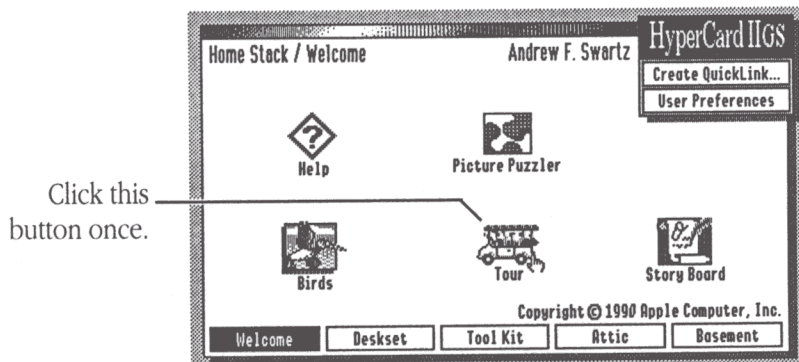 HyperCard IIGS
Home Stack / Welcome
Andrew F. Swartz
Create QuickLink...
User Preferences
Help
Picture Puzzler
Click this
button once.
Birds
Tour
Story Board
Copyright © 1990 Apple Computer, Inc.
Welcome
Deskset
Tool Kit
Attic
Basement